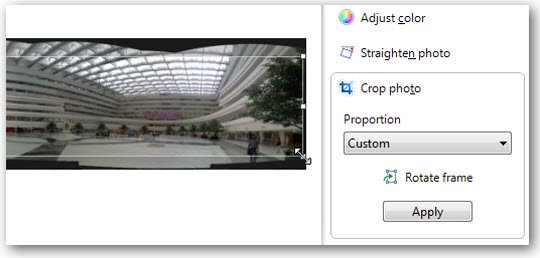 Adjust color
Straighten photo
Crop photo
Proportion
Custom
Rotate frame
Apply